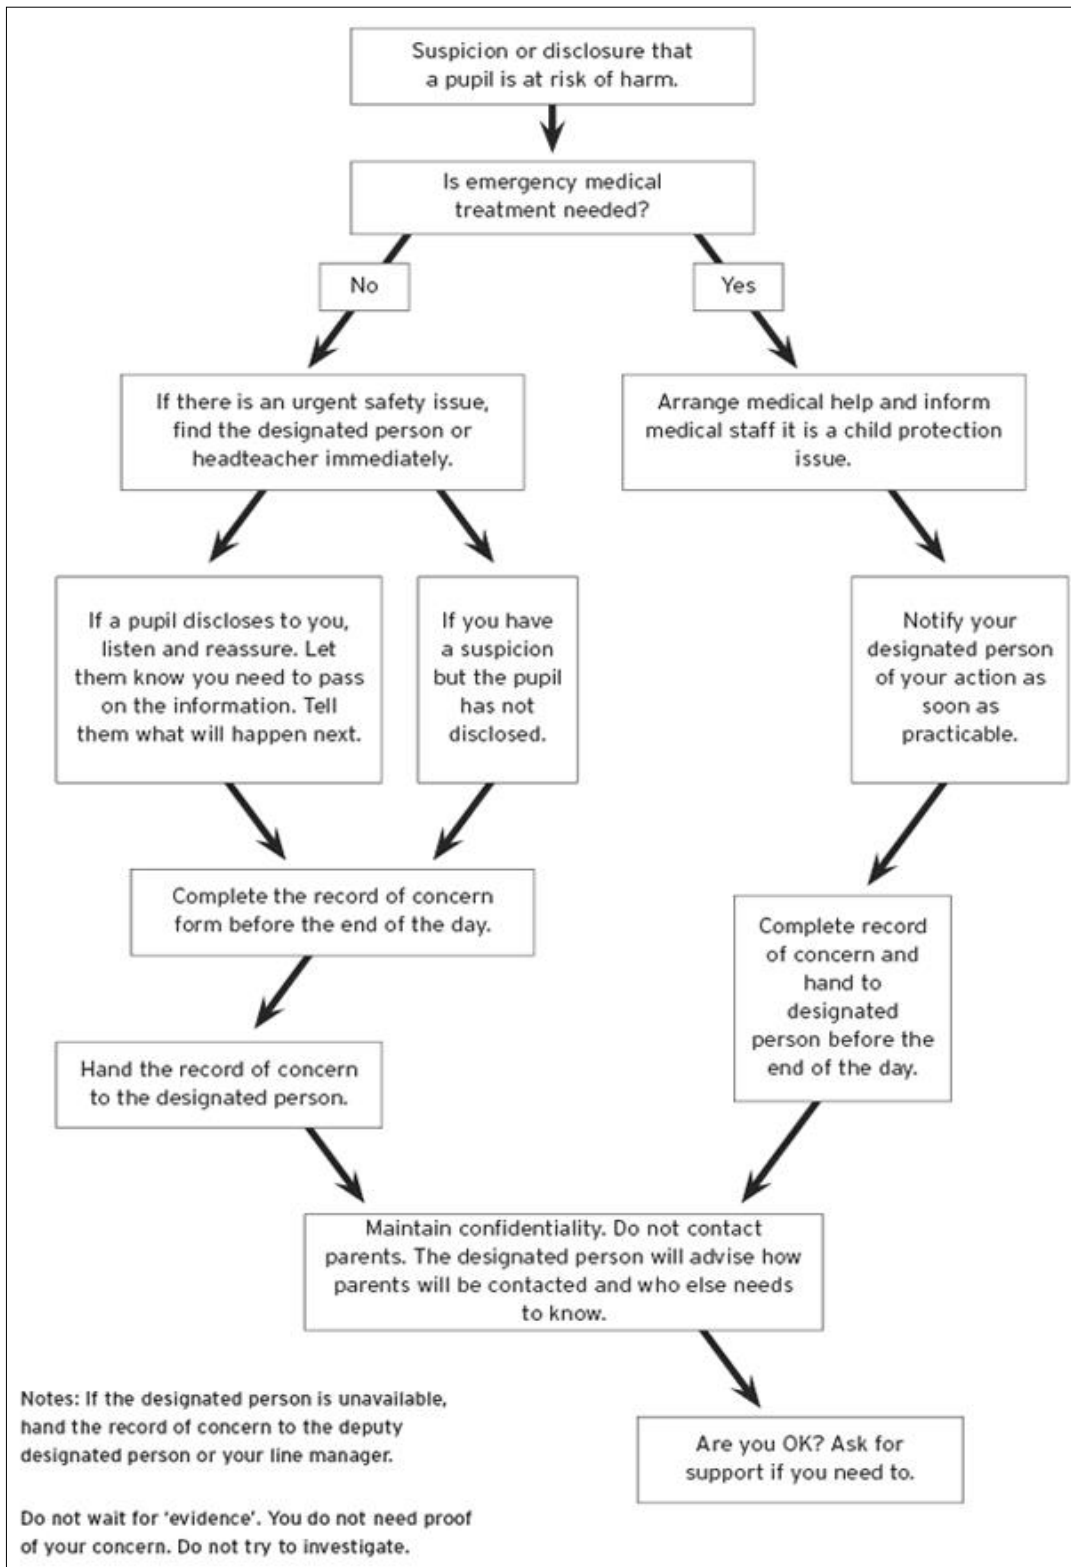 Suspicion or disclosure that
a pupil is at risk of harm.
Is emergency medical
treatment needed?
No
Yes
If there is an urgent safety issue,
find the designated person or
headteacher immediately.
Arrange medical help and inform
medical staff it is a child protection
issue.
If a pupil discloses to you,
listen and reassure. Let
them know you need to pass
on the information. Tell
them what will happen next.
If you have
a suspicion
but the pupil
has not
disclosed.
Notify your
designated person
of your action as
soon as
practicable.
Complete the record of concern
form before the end of the day.
Complete record
of concern and
hand to
designated
person before the
end of the day.
Hand the record of concern
to the designated person.
Maintain confidentiality. Do not contact
parents. The designated person will advise how
parents will be contacted and who else needs
to know.
Notes: If the designated person is unavailable,
hand the record of concern to the deputy
designated person or your line manager.
Do not wait for ‘evidence’. You do not need proof
of your concern. Do not try to investigate.
Are you OK? Ask for
support if you need to.